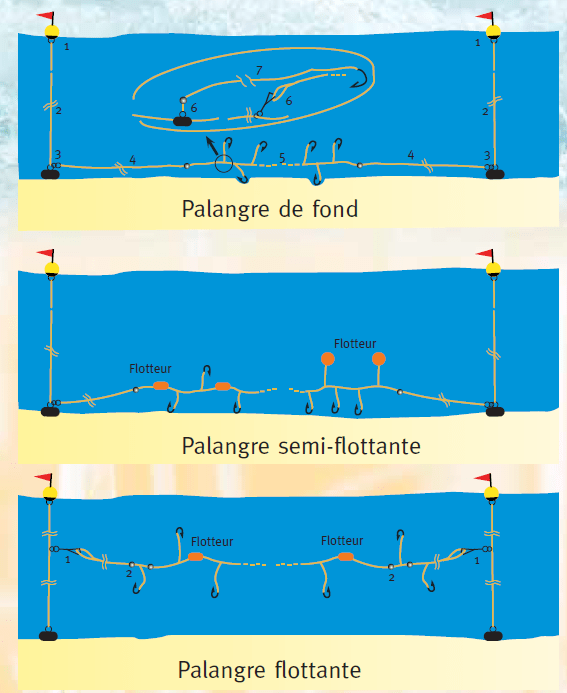 1 1
7
6 6
2 2
3 4 5 4 3
Palangre de fond
Flotteur
Flotteur
Palangre semi-flottante
Flotteur Flotteur
1 1
2 2
Palangre flottante